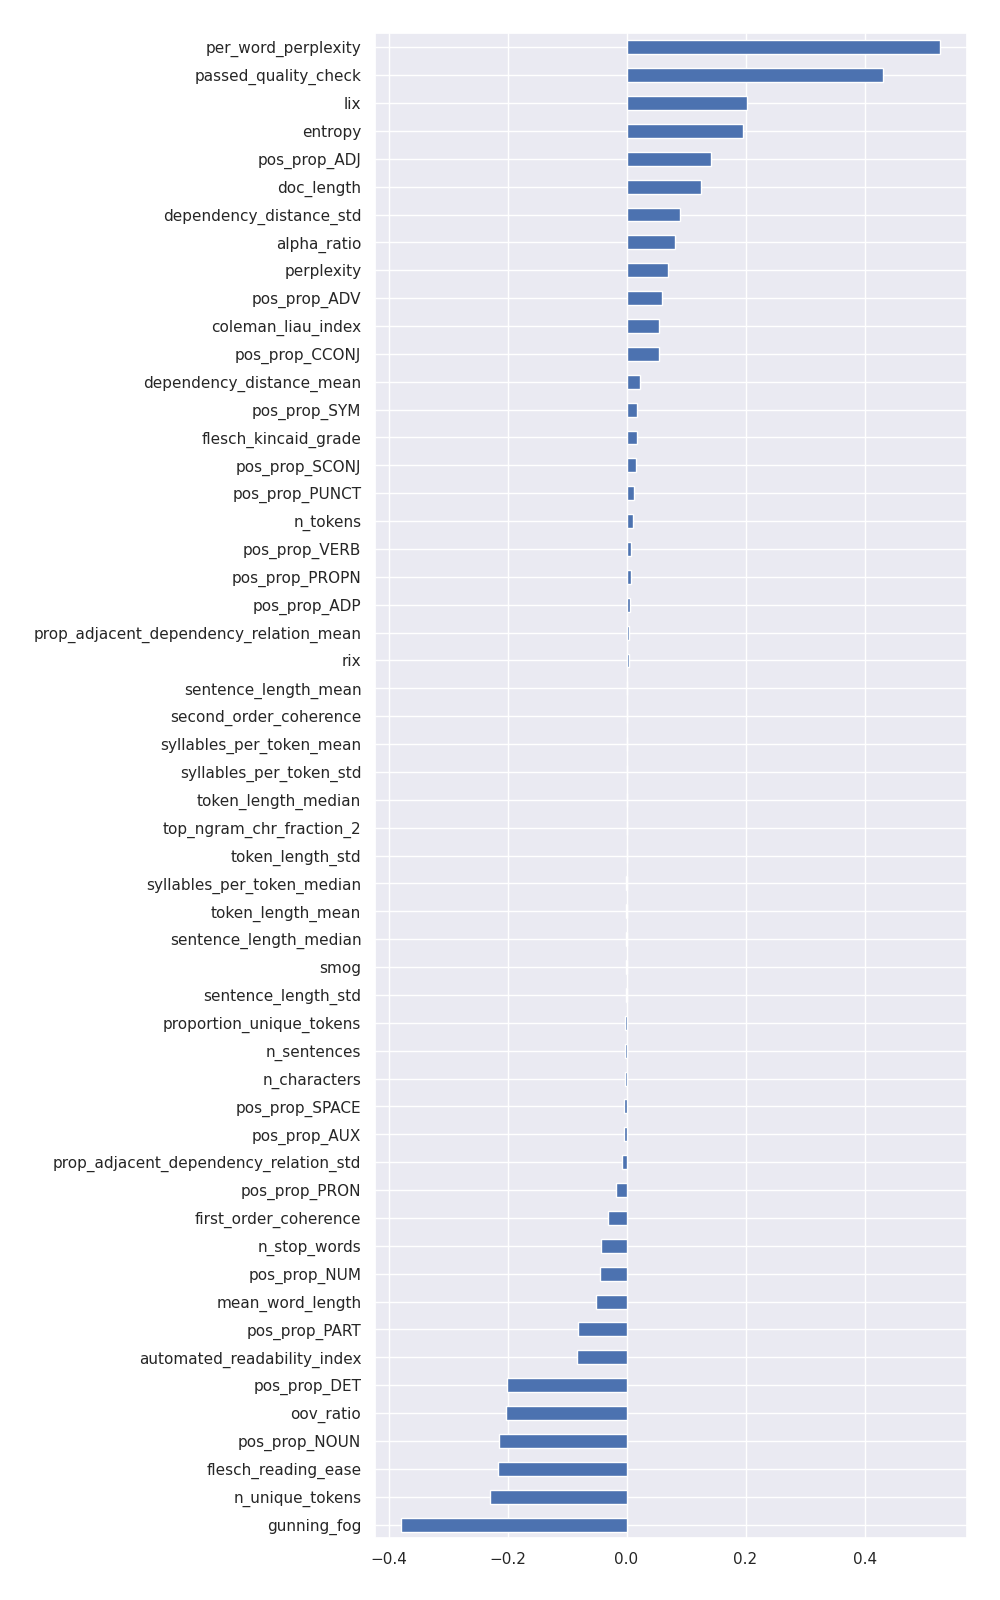 per_word_perplexity
passed_quality_check
lix
entropy
pos_prop_ADJ
doc_length
dependency_distance_std
alpha_ratio
perplexity
pos_prop_ADV
coleman_liau_index
pos_prop_CCONJ
dependency_distance_mean
pos_prop_SYM
flesch_kincaid_grade
pos_prop_SCONJ
pos_prop_PUNCT
n_tokens
pos_prop_VERB
pos_prop_PROPN
pos_prop_ADP
prop_adjacent_dependency_relation_mean
rix
sentence_length_mean
second_order_coherence
syllables_per_token_mean
syllables_per_token_std
token_length_median
top_ngram_chr_fraction_2
token_length_std
syllables_per_token_median
token_length_mean
sentence_length_median
smog
sentence_length_std
proportion_unique_tokens
n_sentences
n_characters
pos_prop_SPACE
pos_prop_AUX
prop_adjacent_dependency_relation_std
pos_prop_PRON
first_order_coherence
n_stop_words
pos_prop_NUM
mean_word_length
pos_prop_PART
automated_readability_index
pos_prop_DET
oov_ratio
pos_prop_NOUN
flesch_reading_ease
n_unique_tokens
gunning_fog
−0.4 −0.2 0.0 0.2 0.4